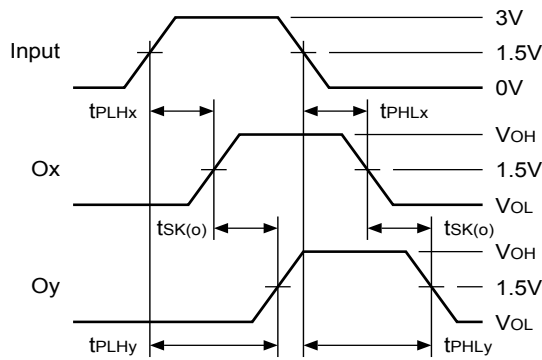 3V
Input 1.5V
0V
tPLHx tPHLx
VOH
Ox 1.5V
VOL
tSK(o) tSK(o)
VOH
Oy 1.5V
VOL
tPLHy tPHLy